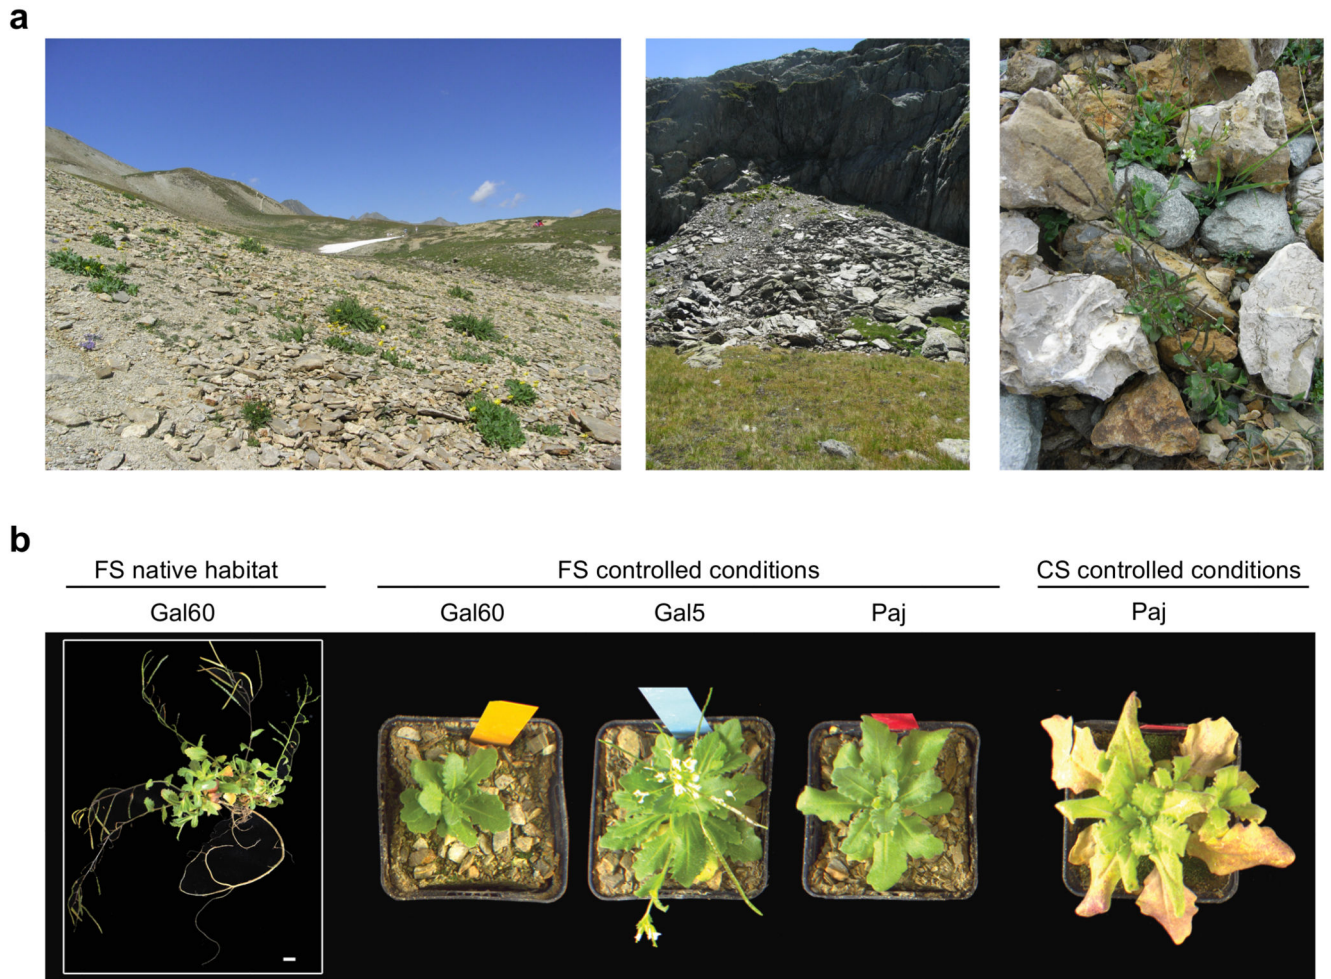 a
b
FS native habitat
FS controlled conditions
CS controlled conditions
Gal60
Gal60
Gal5
Paj
Paj